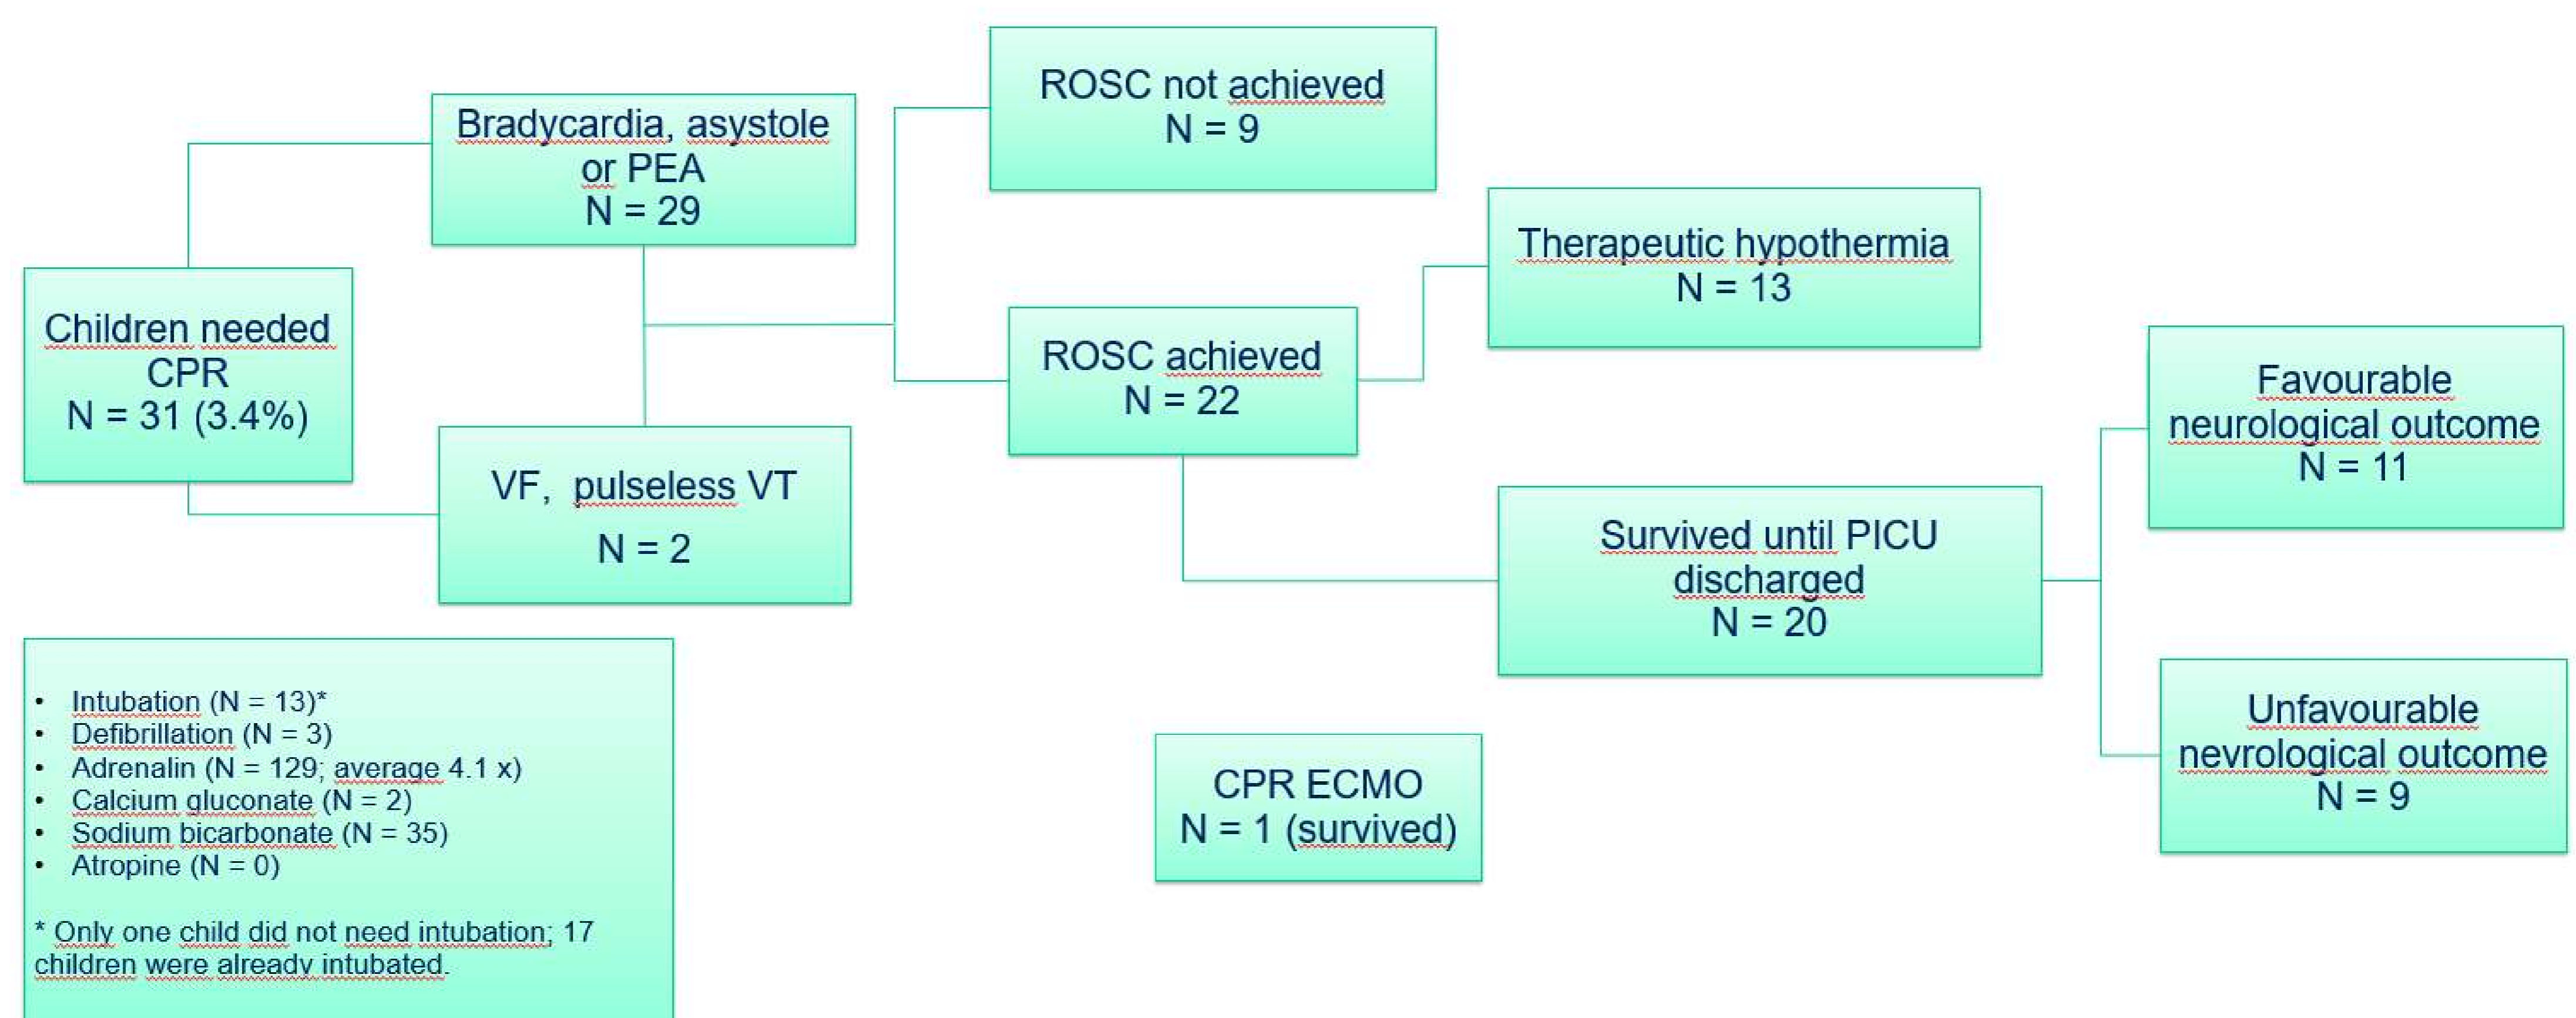 Children needed
CPR
N = 31 (3.4%)
Bradycardia, asystole
or PEA
N = 29
VF,  pulseless VT
N = 2
ROSC not achieved
N = 9
ROSC achieved
N = 22
Therapeutic hypothermia
N = 13
Survived until PICU
discharged
N = 20
Favourable
neurological outcome
N = 11
Unfavourable
nevrological outcome
N = 9
CPR ECMO
N = 1 (survived)
• Intubation (N = 13)*
• Defibrillation (N = 3)
• Adrenalin (N = 129; average 4.1 x)
• Calcium gluconate (N = 2)
• Sodium bicarbonate (N = 35)
• Atropine (N = 0)
* Only one child did not need intubation; 17
children were already intubated.